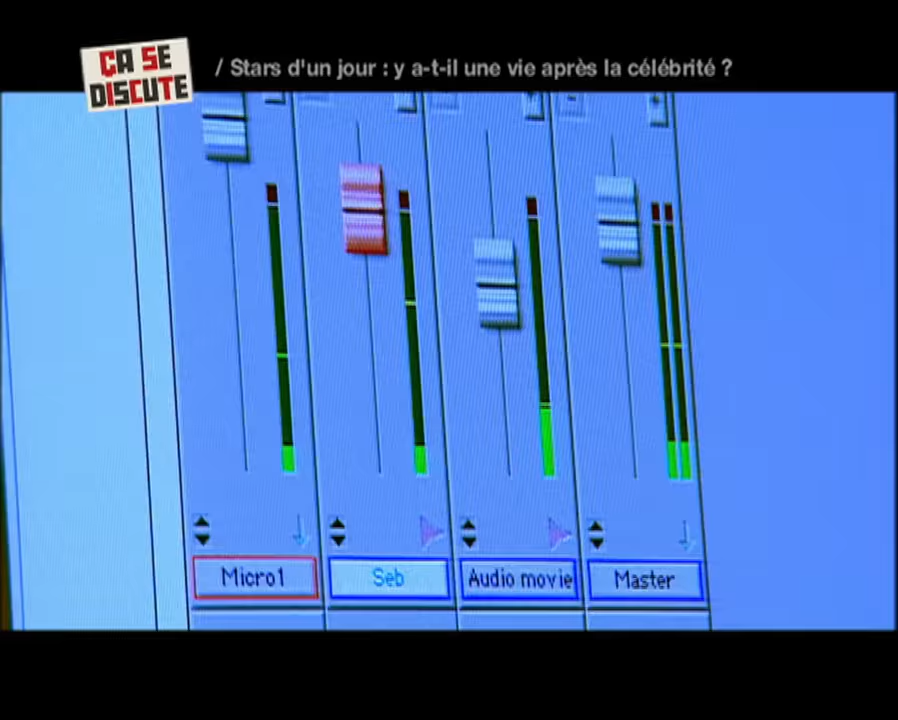 ÇA SE
DISCUTE
/ Stars d'un jour : y a-t-il une vie après la célébrité ?
Micro1
Seb
Audio movie
Master